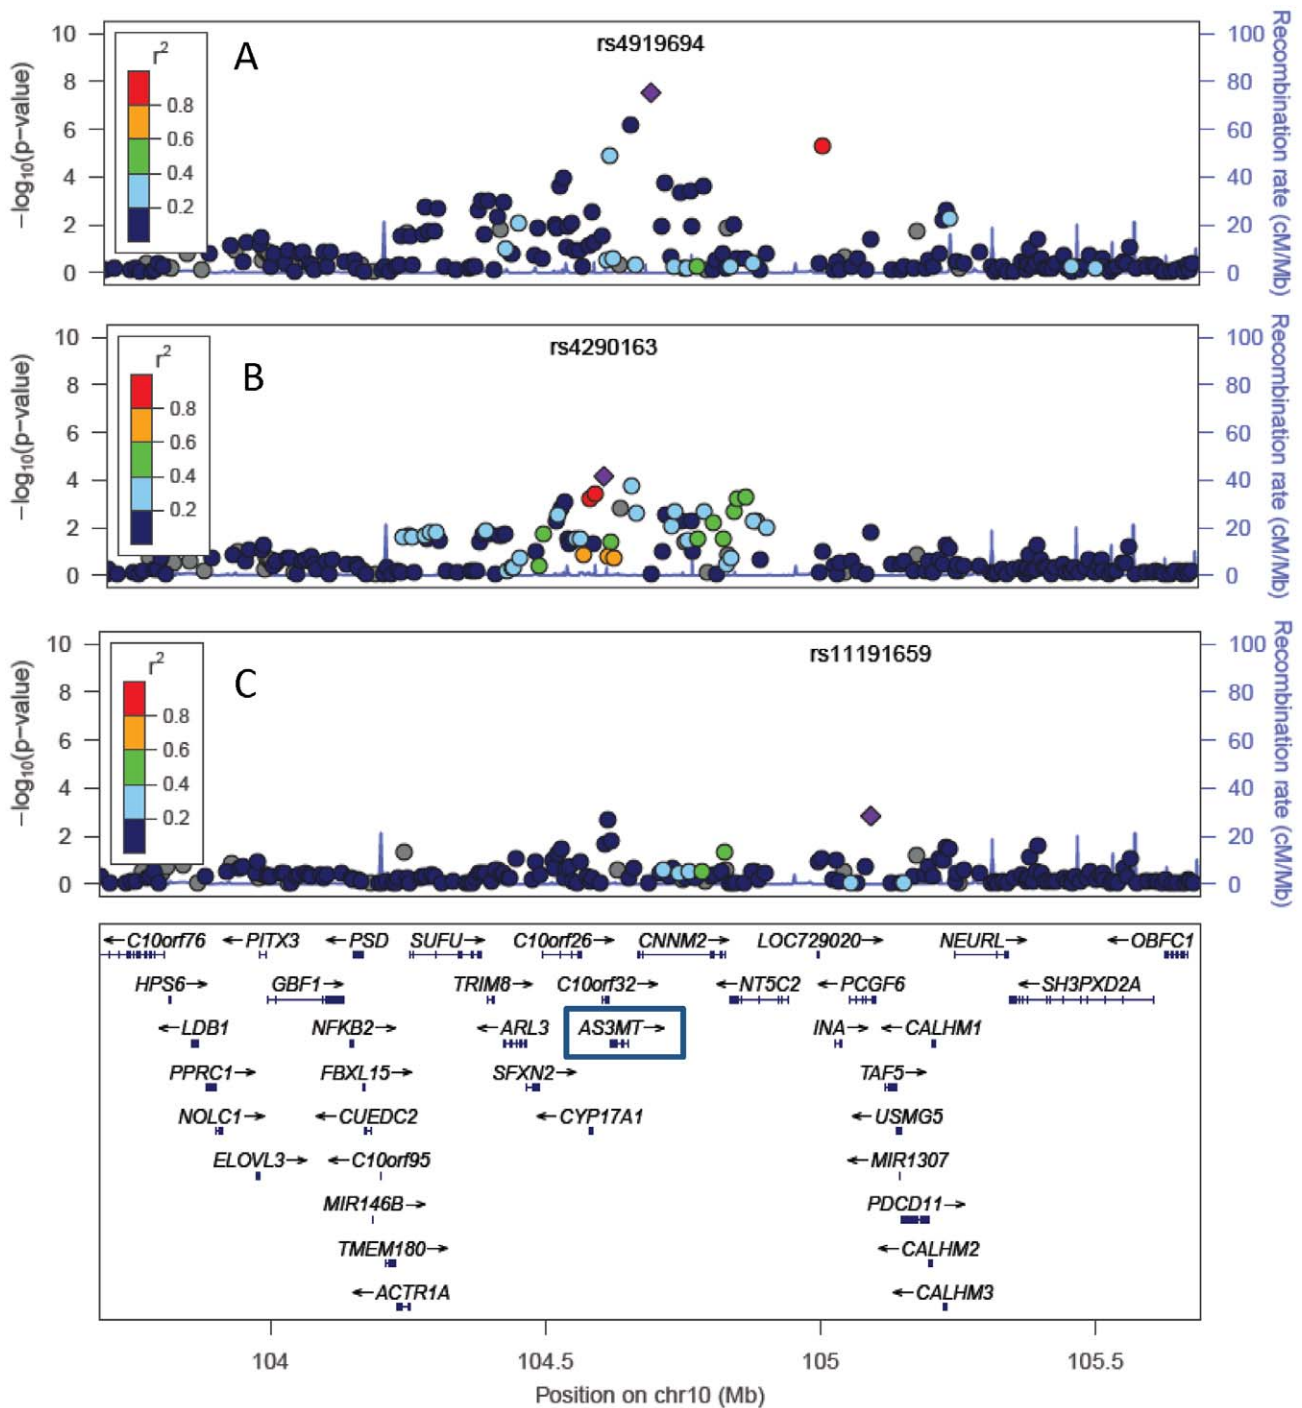 A
rs4919694
r²
0.8
0.6
0.4
0.2
10
8
6
4
2
0
−log₁₀(p−value)
100
80
60
40
20
0
Recombination rate (cM/Mb)
B
rs4290163
r²
0.8
0.6
0.4
0.2
10
8
6
4
2
0
−log₁₀(p−value)
100
80
60
40
20
0
Recombination rate (cM/Mb)
C
rs11191659
r²
0.8
0.6
0.4
0.2
10
8
6
4
2
0
−log₁₀(p−value)
100
80
60
40
20
0
Recombination rate (cM/Mb)
←C10orf76 ←PITX3 ←PSD SUFU→ C10orf26→ CNNM2→ LOC729020→ NEURL→ ←OBFC1
HPS6→ GBF1→ TRIM8→ C10orf32→ ←NT5C2 ←PCGF6 ←SH3PXD2A
←LDB1 NFKB2→ ←ARL3 AS3MT→ INA→ ←CALHM1
PPRC1→ FBXL15→ SFXN2→ TAF5→
NOLC1→ ←CUEDC2 ←CYP17A1 ←USMG5
ELOVL3→ ←C10orf95 ←MIR1307
MIR146B→ PDCD11→
TMEM180→ ←CALHM2
←ACTR1A ←CALHM3
104 104.5 105 105.5
Position on chr10 (Mb)